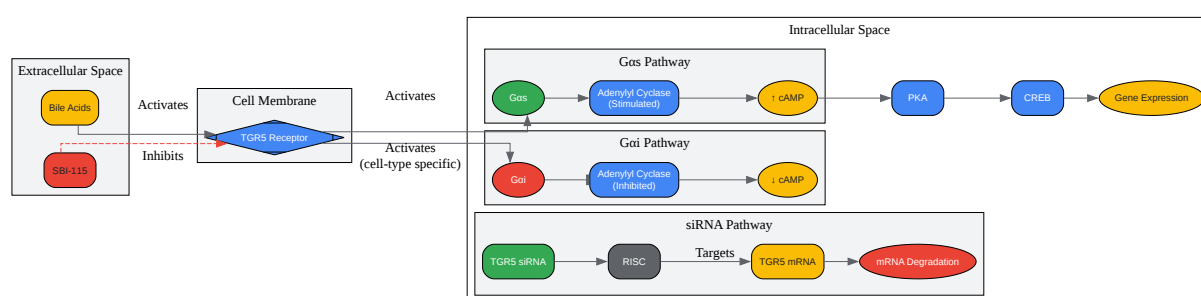 Extracellular Space
Bile Acids
SBI-115
Activates
Inhibits
Cell Membrane
TGR5 Receptor
Activates
Activates
(cell-type specific)
Intracellular Space
Gαs Pathway
Gαs
Adenylyl Cyclase
(Stimulated)
↑ cAMP
PKA
CREB
Gene Expression
Gαi Pathway
Gαi
Adenylyl Cyclase
(Inhibited)
↓ cAMP
siRNA Pathway
TGR5 siRNA
RISC
Targets
TGR5 mRNA
mRNA Degradation